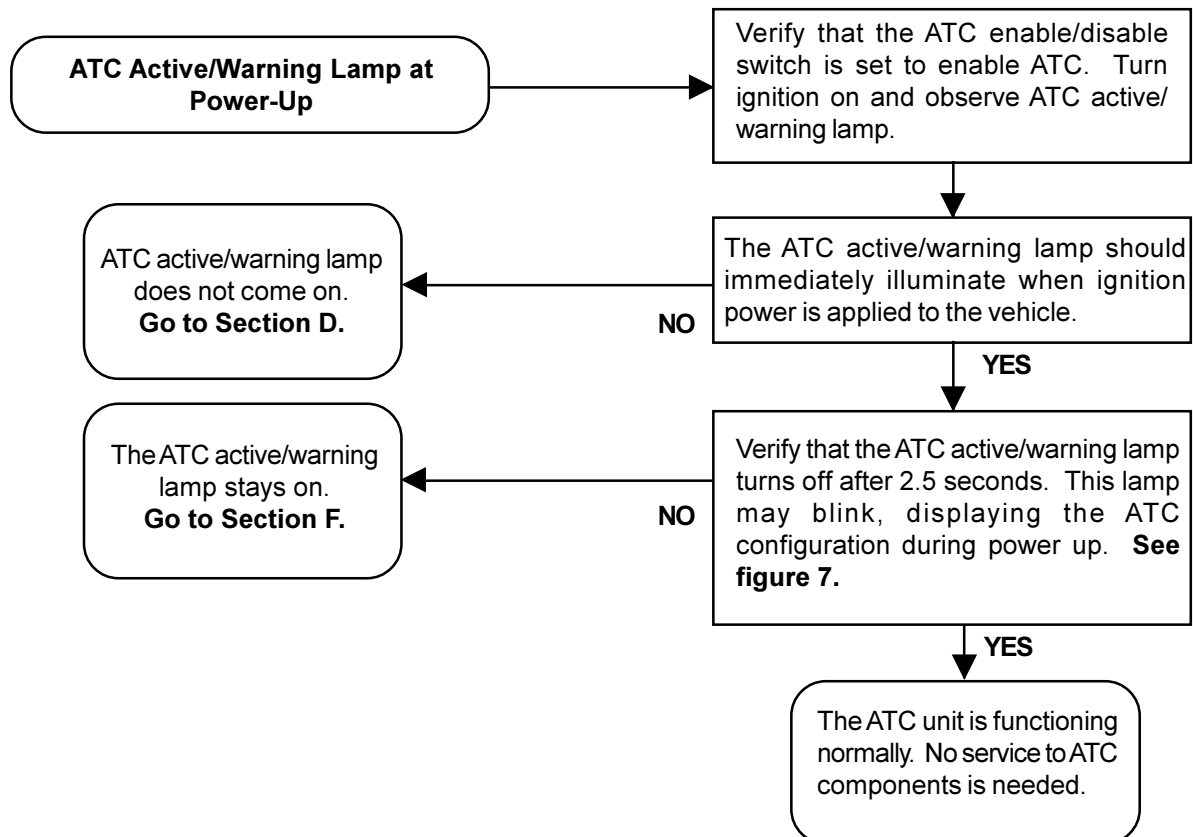 ATC Active/Warning Lamp at
Power-Up
Verify that the ATC enable/disable
switch is set to enable ATC. Turn
ignition on and observe ATC active/
warning lamp.
ATC active/warning lamp
does not come on.
Go to Section D.
NO
The ATC active/warning lamp should
immediately illuminate when ignition
power is applied to the vehicle.
YES
The ATC active/warning
lamp stays on.
Go to Section F.
NO
Verify that the ATC active/warning lamp
turns off after 2.5 seconds. This lamp
may blink, displaying the ATC
configuration during power up. See
figure 7.
YES
The ATC unit is functioning
normally. No service to ATC
components is needed.